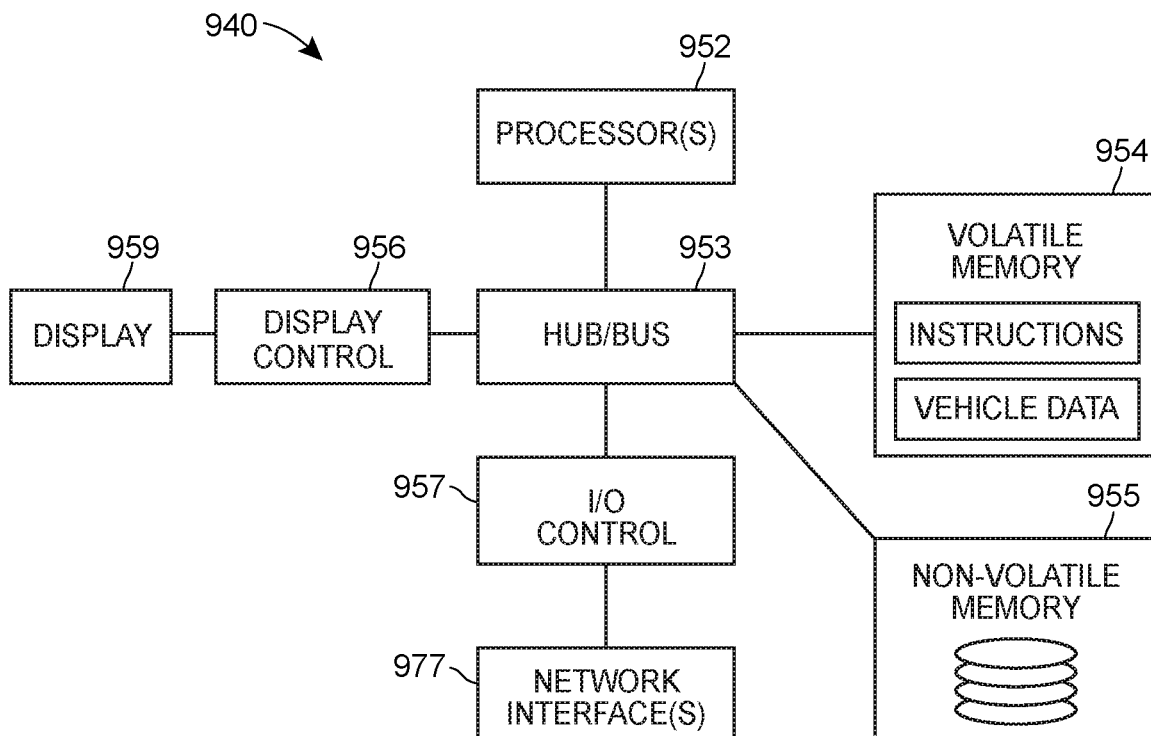 940
952
PROCESSOR(S)
954
VOLATILE
MEMORY
INSTRUCTIONS
VEHICLE DATA
959
DISPLAY
956
DISPLAY
CONTROL
953
HUB/BUS
957
I/O
CONTROL
955
NON-VOLATILE
MEMORY
977
NETWORK
INTERFACE(S)